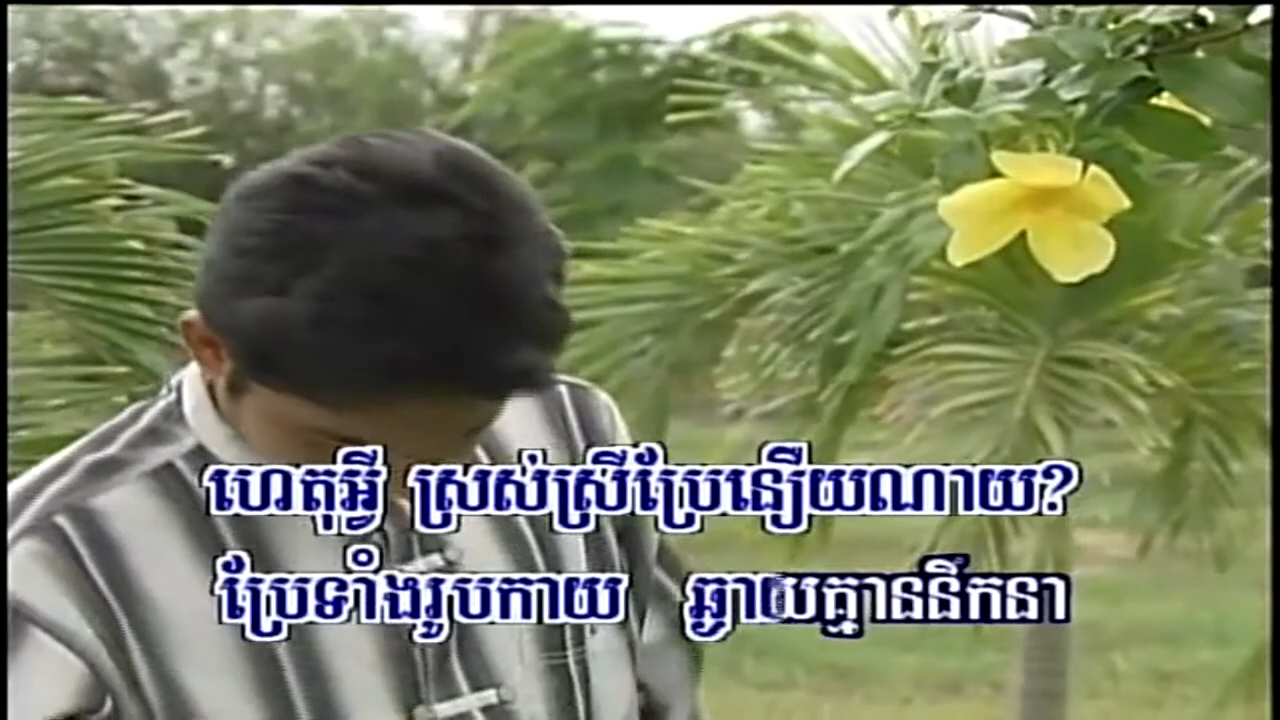 ហេតុអ្វី ស្រស់ស្រីប្រែនឿយណាយ?
ប្រែទាំងរូបកាយ ឆ្ងាយគ្មាននឹកនា